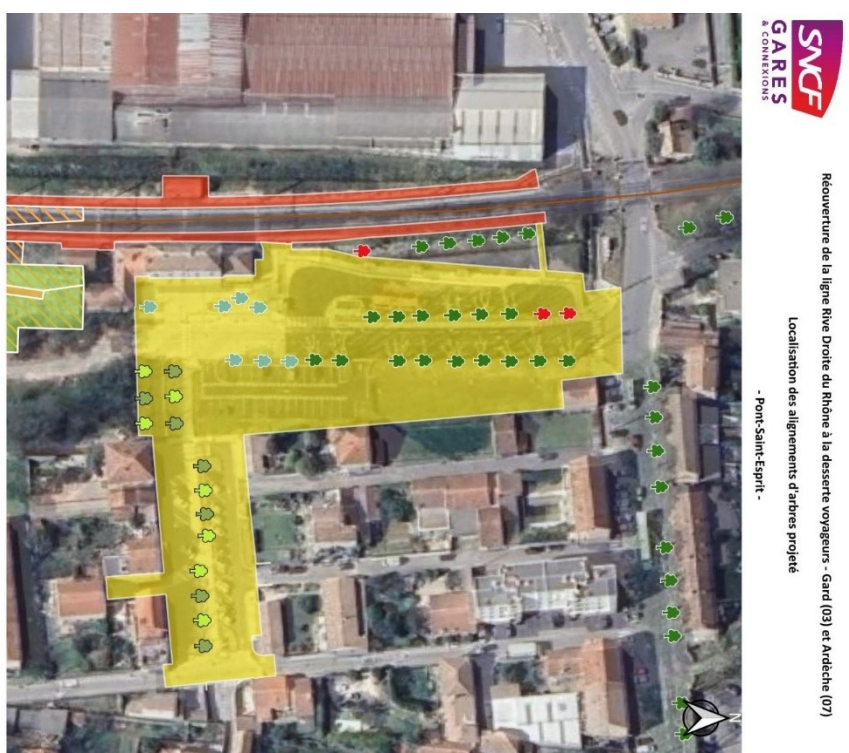 SNCF
GARES
& CONNEXIONS
Réouverture de la ligne Rive Droite du Rhône à la desserte voyageurs - Gard (03) et Ardèche (07)
Localisation des alignements d'arbres projeté
- Pont-Saint-Esprit -
N